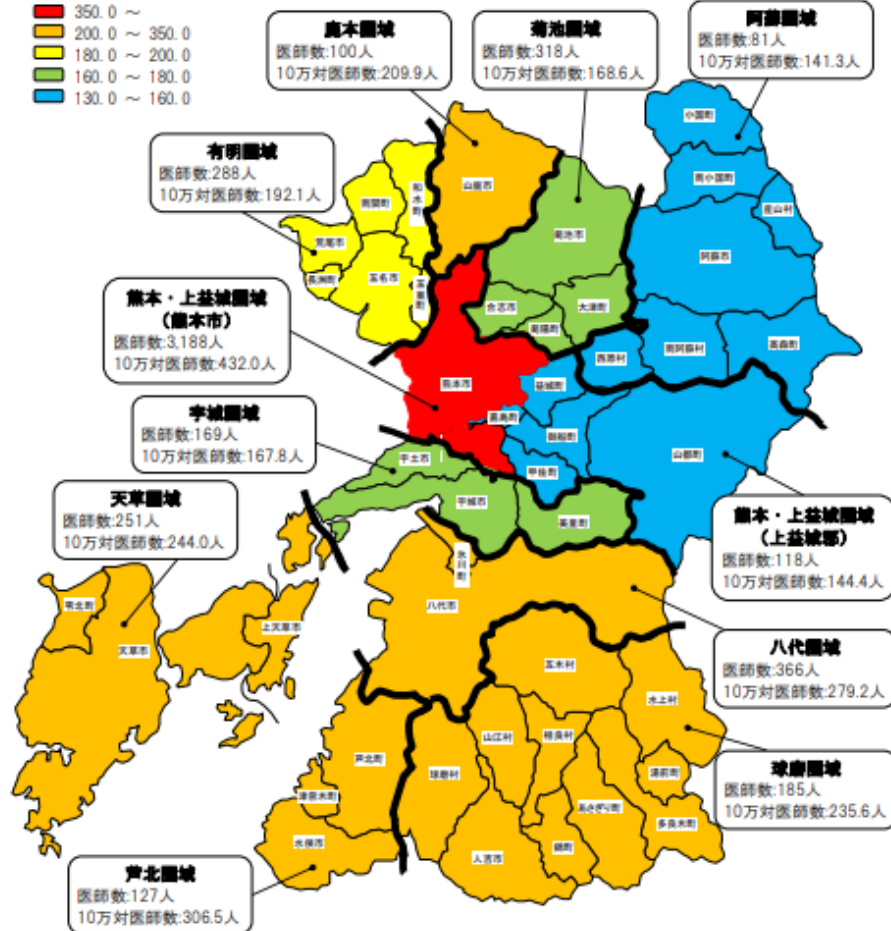 350.0 ～
200.0 ～ 350.0
180.0 ～ 200.0
160.0 ～ 180.0
130.0 ～ 160.0
鹿本圏域
医師数:100人
10万対医師数:209.9人
菊池圏域
医師数:318人
10万対医師数:168.6人
阿蘇圏域
医師数:81人
10万対医師数:141.3人
有明圏域
医師数:288人
10万対医師数:192.1人
熊本・上益城圏域
（熊本市）
医師数:3,188人
10万対医師数:432.0人
宇城圏域
医師数:169人
10万対医師数:167.8人
天草圏域
医師数:251人
10万対医師数:244.0人
熊本・上益城圏域
（上益城郡）
医師数:118人
10万対医師数:144.4人
八代圏域
医師数:366人
10万対医師数:279.2人
球磨圏域
医師数:185人
10万対医師数:235.6人
芦北圏域
医師数:127人
10万対医師数:306.5人
小国町
南小国町
産山村
阿蘇市
高森町
南阿蘇村
西原村
山鹿市
菊池市
合志市
菊陽町
大津町
和水町
南関町
荒尾市
長洲町
玉名市
玉東町
熊本市
益城町
嘉島町
御船町
甲佐町
山都町
宇土市
宇城市
美里町
氷川町
八代市
苓北町
天草市
上天草市
五木村
水上村
山江村
相良村
湯前町
球磨村
あさぎり町
多良木町
錦町
人吉市
芦北町
津奈木町
水俣市